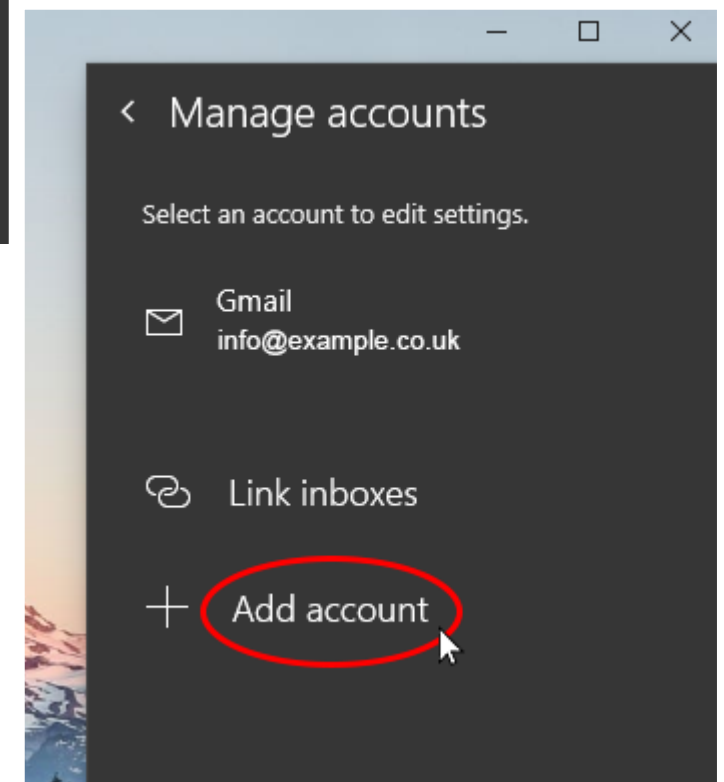 Manage accounts
Select an account to edit settings.
Gmail
info@example.co.uk
Link inboxes
Add account